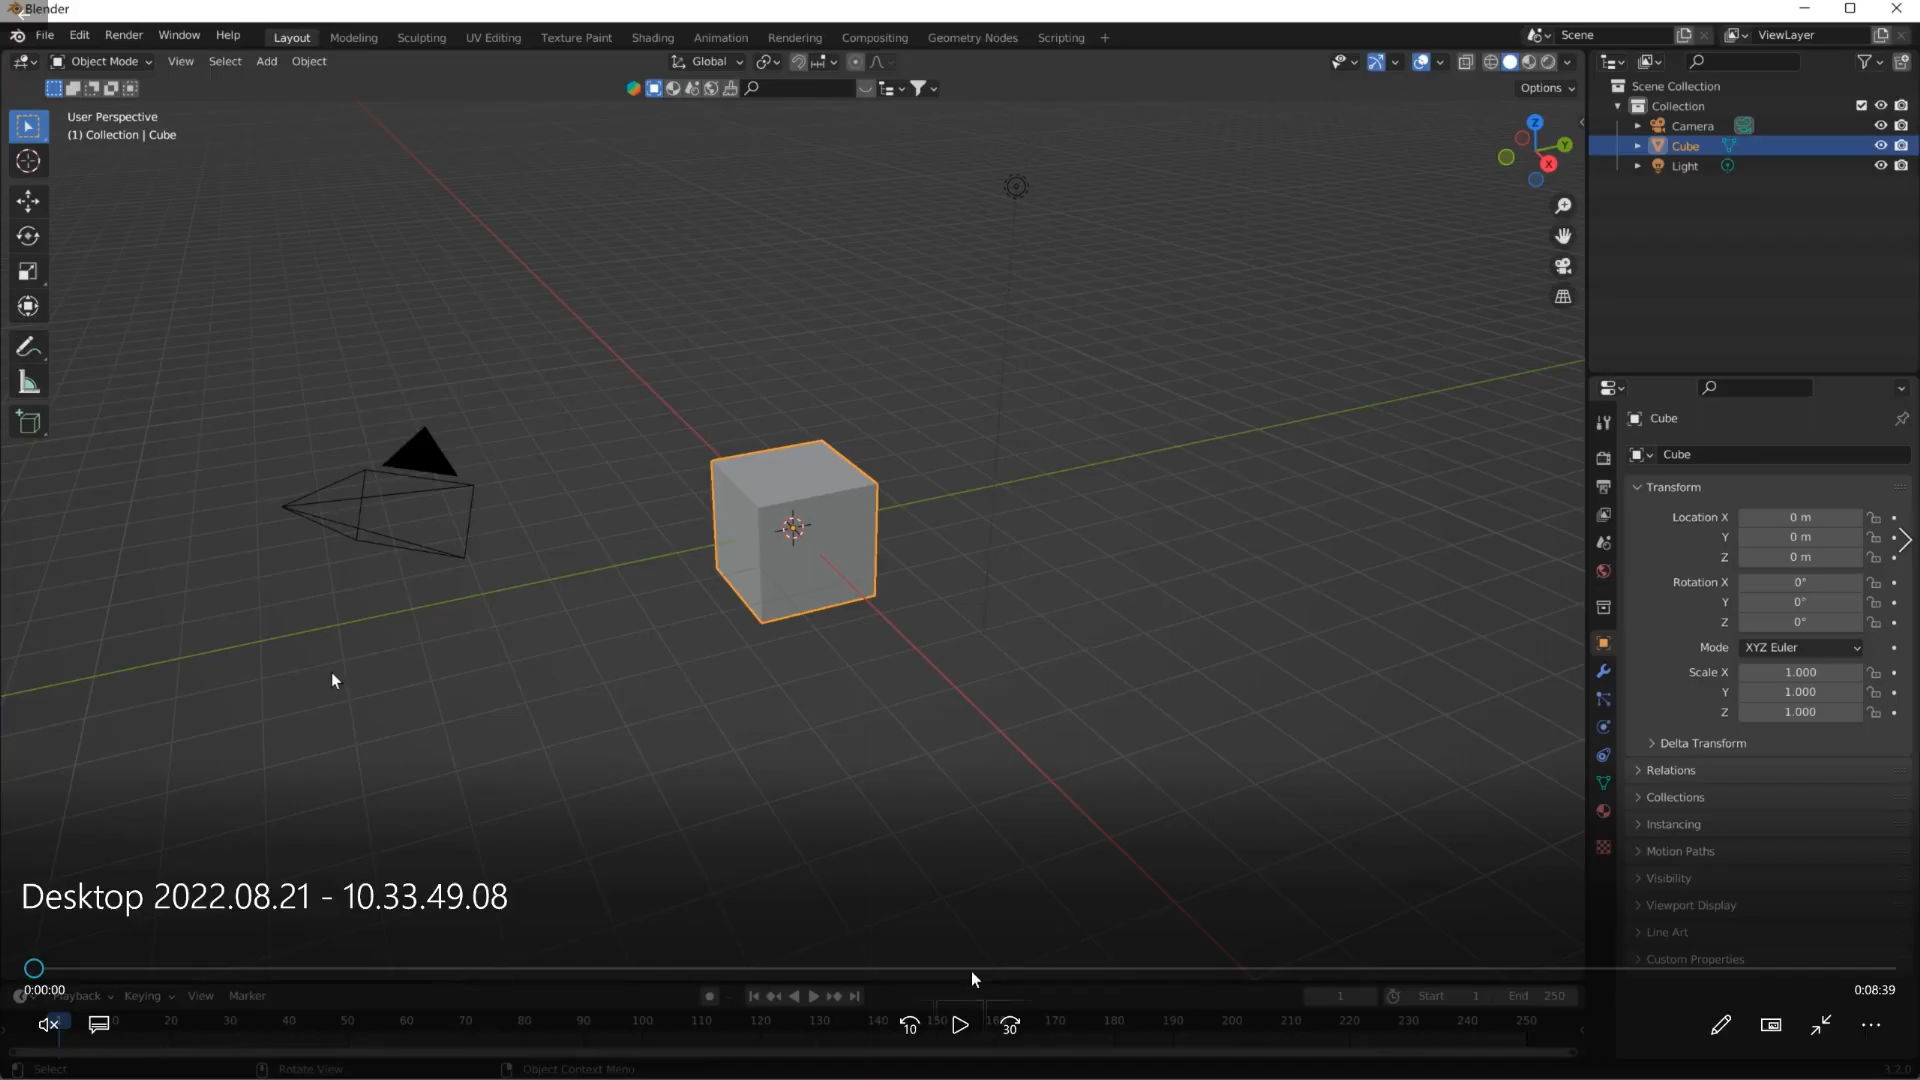 Blender
File Edit Render Window Help Layout Modeling Sculpting UV Editing Texture Paint Shading Animation Rendering Compositing Geometry Nodes Scripting + Scene ViewLayer
Object Mode View Select Add Object Global
Options
User Perspective
(1) Collection | Cube
Z
Y
X
Scene Collection
Collection
Camera
Cube
Light
Cube
Cube
Transform
Location X 0 m
Y 0 m
Z 0 m
Rotation X 0°
Y 0°
Z 0°
Mode XYZ Euler
Scale X 1.000
Y 1.000
Z 1.000
Delta Transform
Relations
Collections
Instancing
Motion Paths
Visibility
Viewport Display
Line Art
Custom Properties
Desktop 2022.08.21 - 10.33.49.08
0:00:00
0:08:39
Playback Keying View Marker 1 Start 1 End 250
20 30 40 50 60 70 80 90 100 110 120 130 140 150 160 170 180 190 200 210 220 230 240 250
10 30
Select Rotate View Object Context Menu 3.2.0